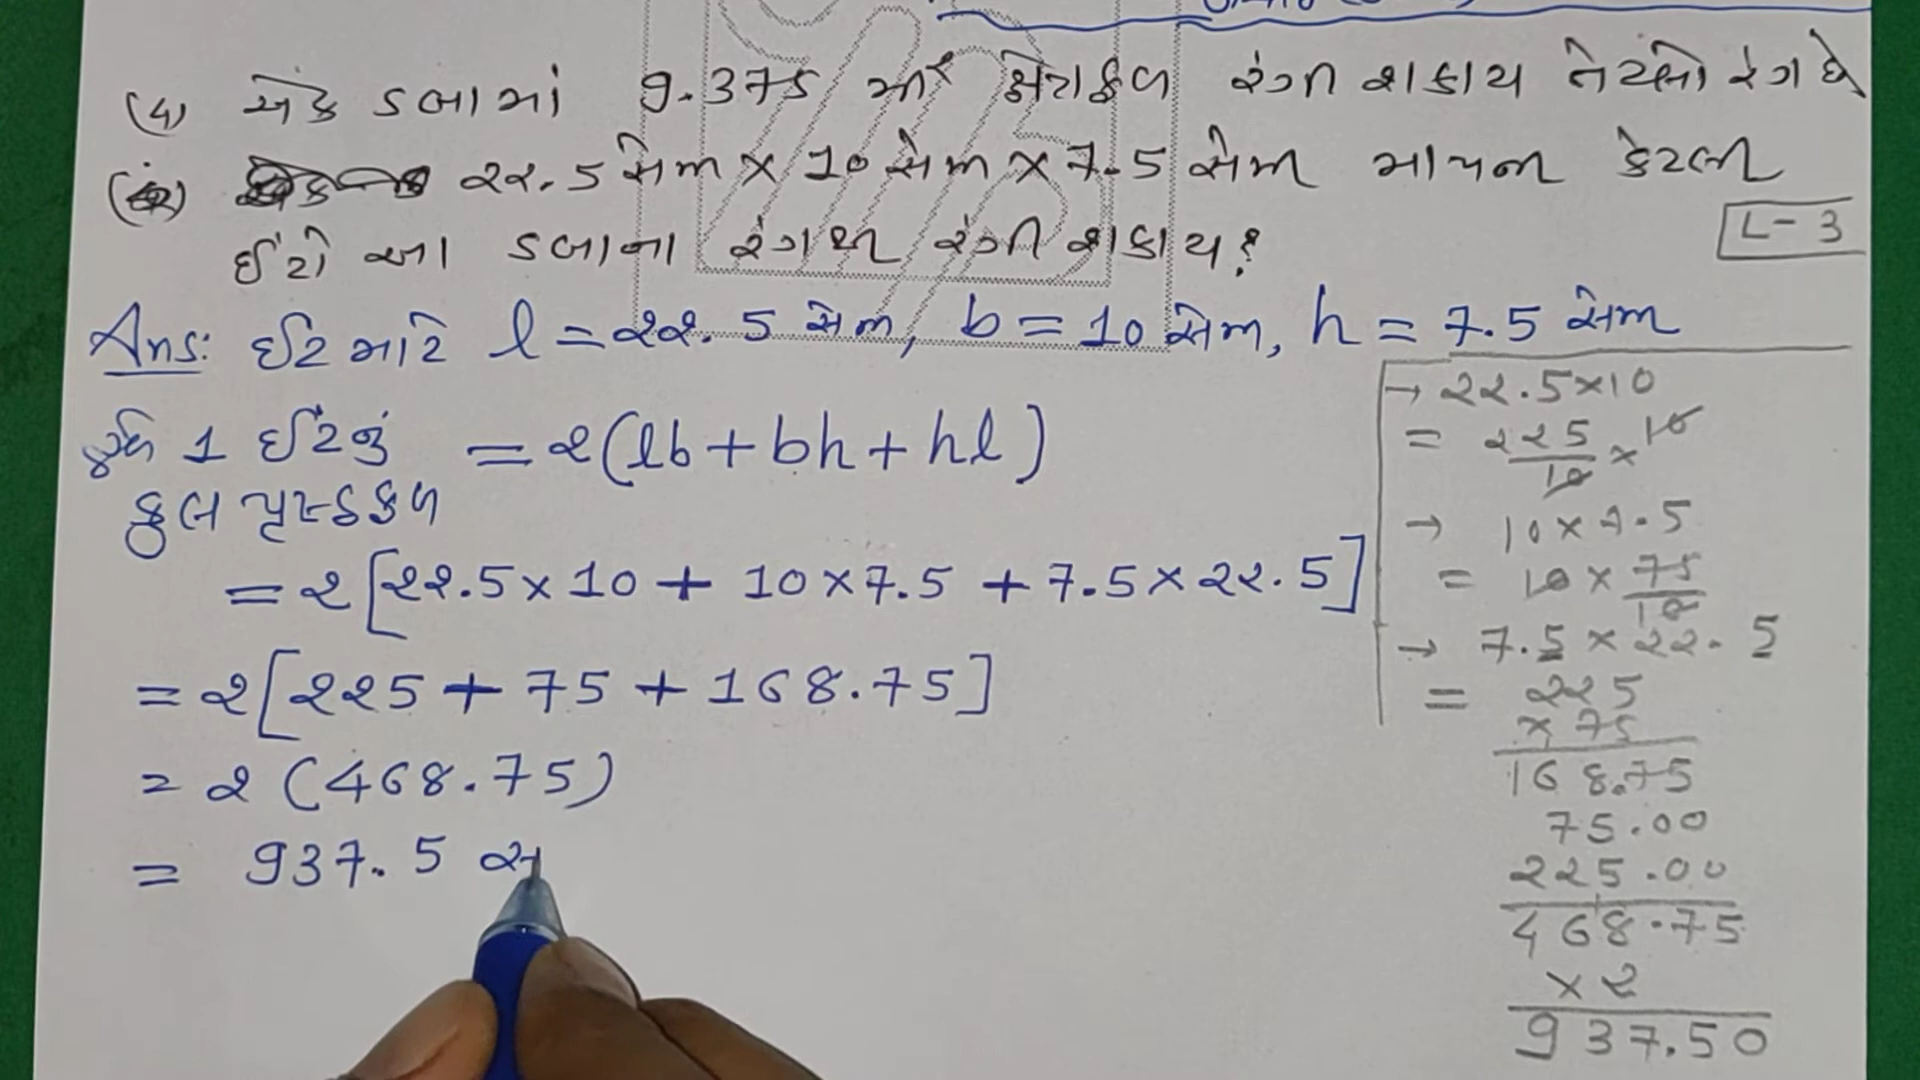 (4) એક ડબામાં 9.375 મી² ક્ષેત્રફળ રંગી શકાય તેટલો રંગ છે
22.5 સેમી × 10 સેમી × 7.5 સેમી માપની કેટલી
ઈંટો આ ડબાના રંગથી રંગી શકાય?
L-3
Ans: ઈંટ માટે l = 22.5 સેમી, b = 10 સેમી, h = 7.5 સેમી
1 ઈંટનું = 2(lb + bh + hl)
કુલ પૃષ્ઠફળ
= 2[22.5 × 10 + 10 × 7.5 + 7.5 × 22.5]
= 2[225 + 75 + 168.75]
= 2 (468.75)
= 937.5
→ 22.5 × 10
= 225/10 × 10
→ 10 × 7.5
= 10 × 75/10
→ 7.5 × 22.5
= 225
× 75
168.75
75.00
225.00
468.75
× 2
937.50